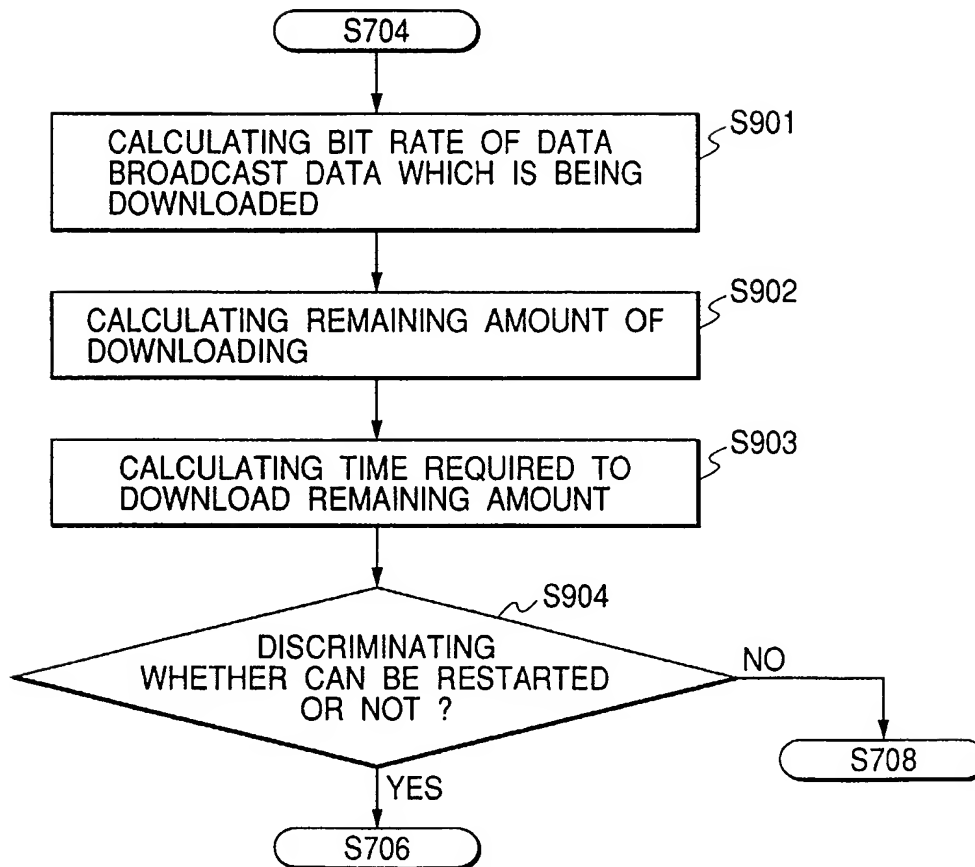 S704
S901
CALCULATING BIT RATE OF DATA
BROADCAST DATA WHICH IS BEING
DOWNLOADED
S902
CALCULATING REMAINING AMOUNT OF
DOWNLOADING
S903
CALCULATING TIME REQUIRED TO
DOWNLOAD REMAINING AMOUNT
S904
DISCRIMINATING
WHETHER CAN BE RESTARTED
OR NOT ?
NO
S708
YES
S706